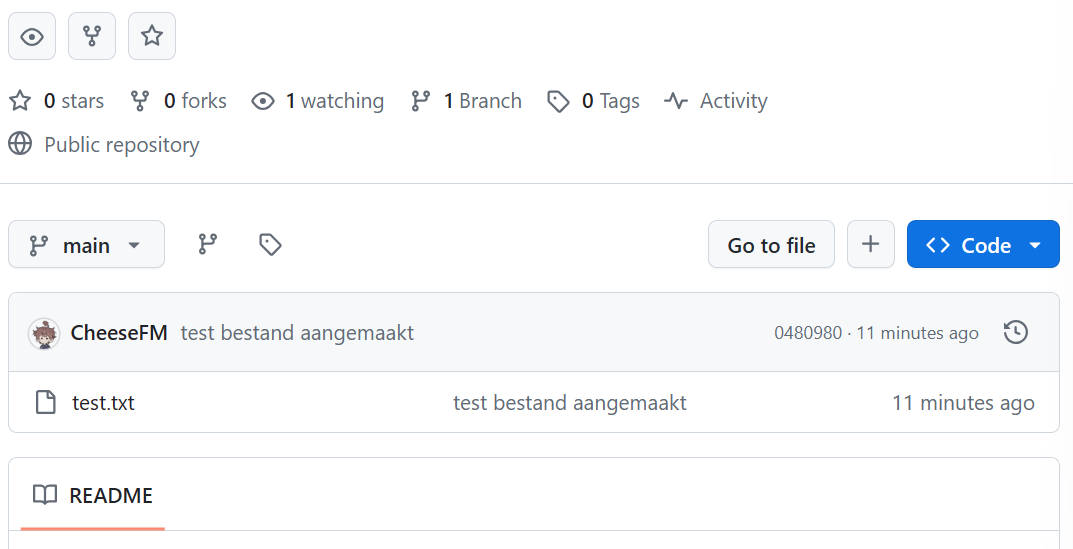 0 stars 0 forks 1 watching 1 Branch 0 Tags Activity
Public repository
main Go to file Code
CheeseFM test bestand aangemaakt 0480980 · 11 minutes ago
test.txt test bestand aangemaakt 11 minutes ago
README